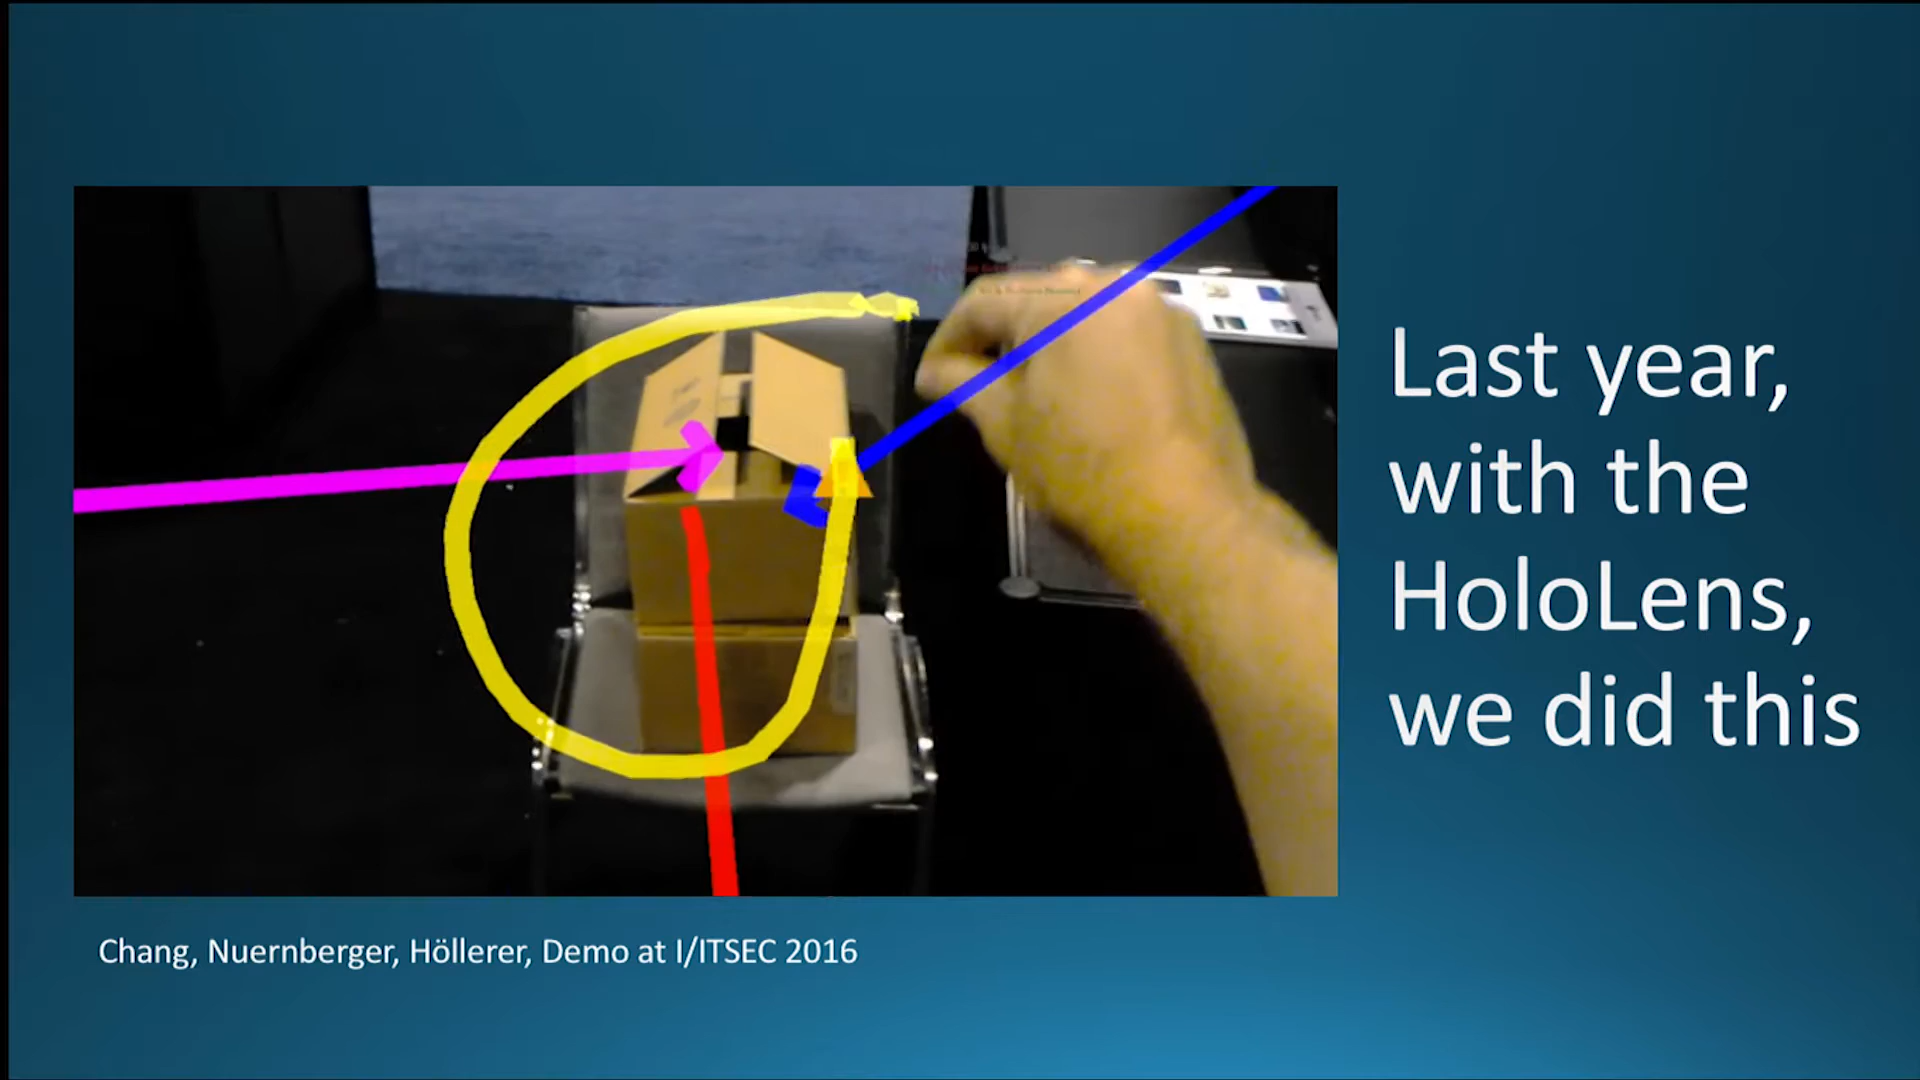 Last year,
with the
HoloLens,
we did this
Chang, Nuernberger, Höllerer, Demo at I/ITSEC 2016